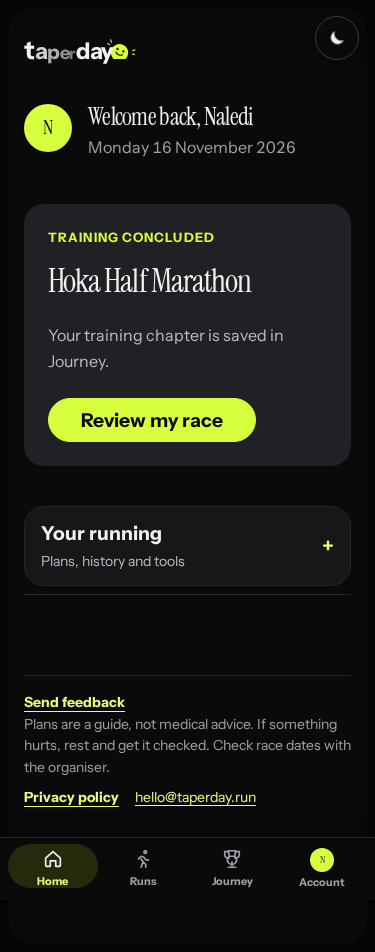 taperday
N
Welcome back, Naledi
Monday 16 November 2026
TRAINING CONCLUDED
Hoka Half Marathon
Your training chapter is saved in
Journey.
Review my race
Your running
Plans, history and tools
+
Send feedback
Plans are a guide, not medical advice. If something
hurts, rest and get it checked. Check race dates with
the organiser.
Privacy policy hello@taperday.run
N
Home Runs Journey Account